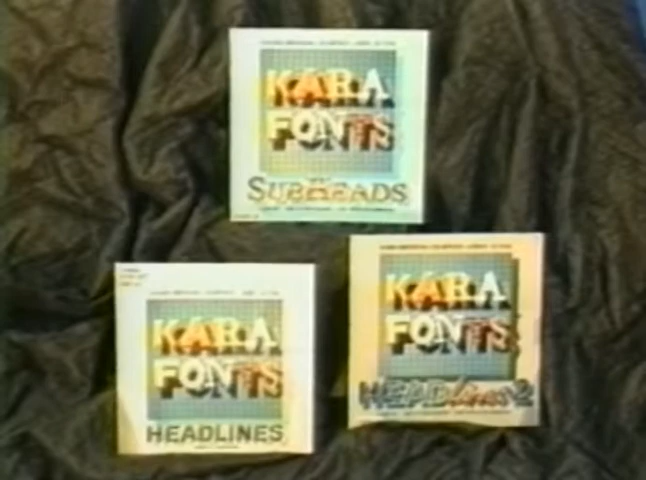 KARA
FONTS
SUBHEADS
KARA
FONTS
HEADLINES
KARA
FONTS
HEADlines 2